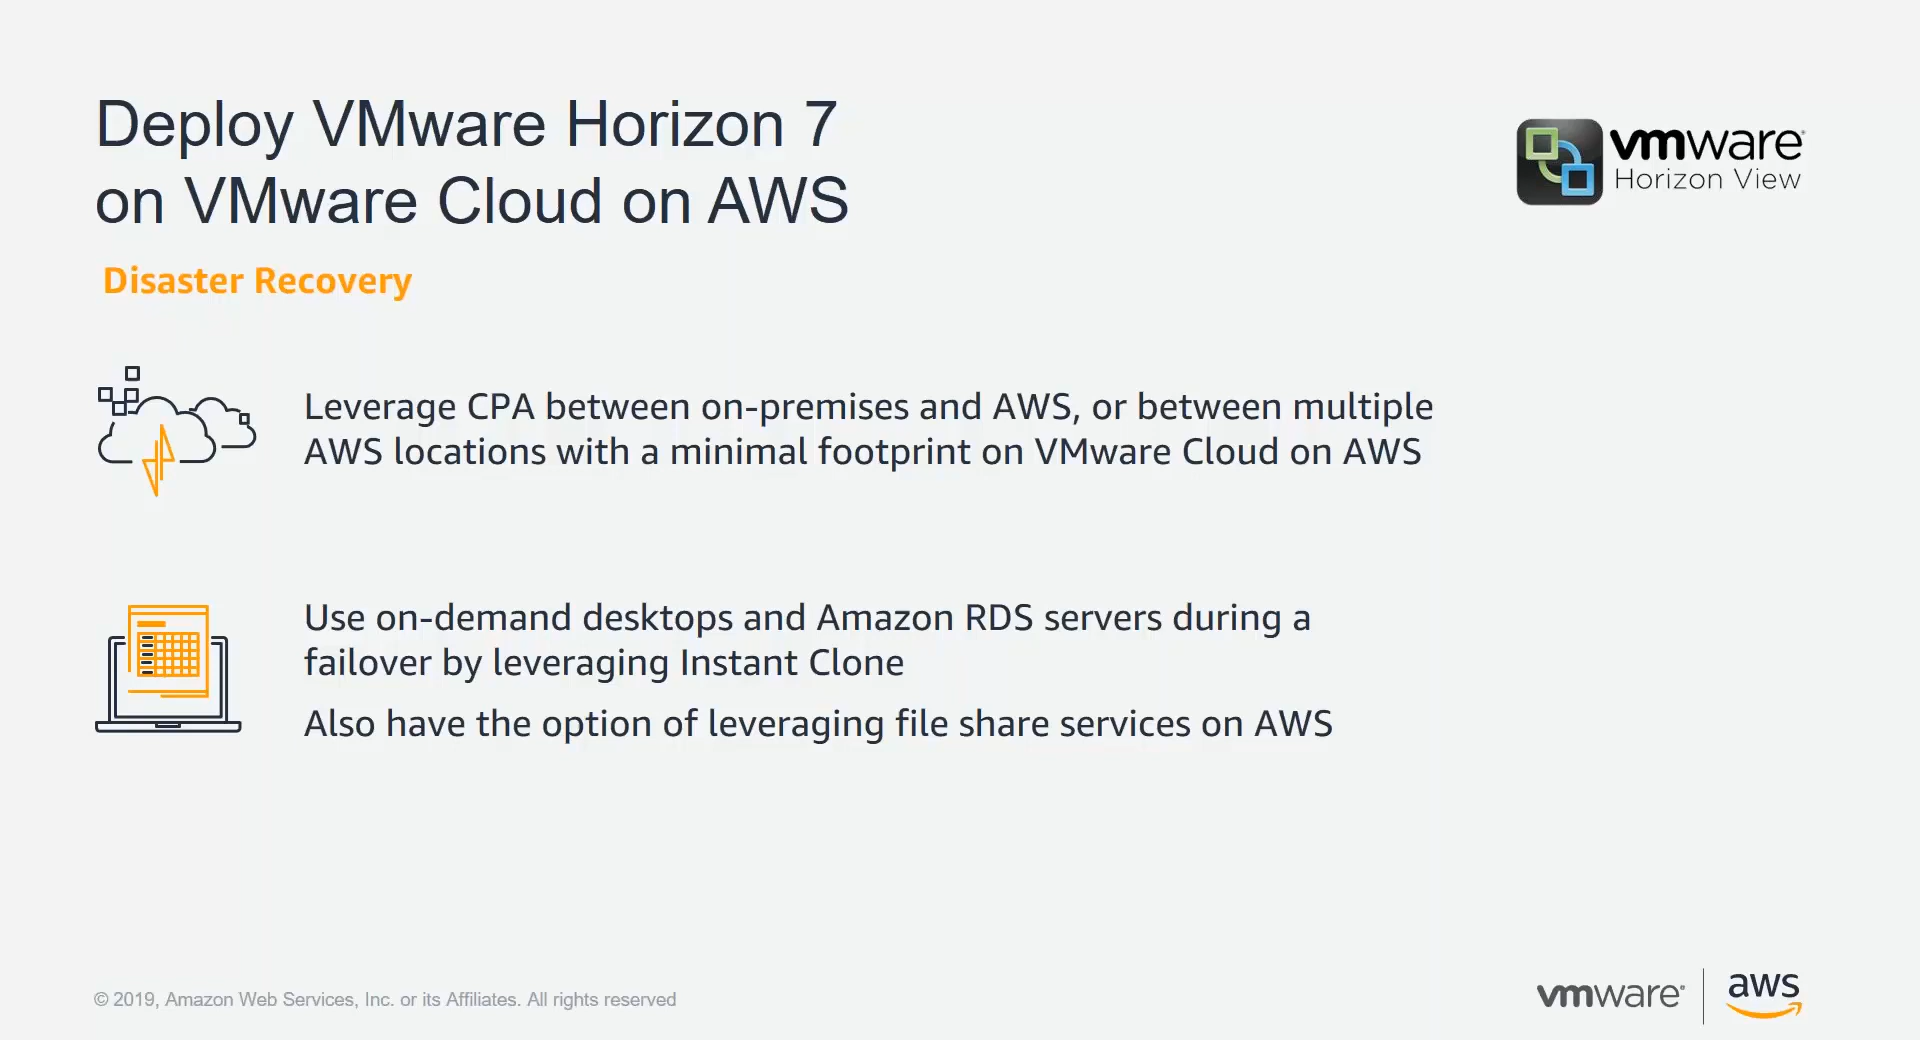 Deploy VMware Horizon 7
on VMware Cloud on AWS
vmware®
Horizon View
Disaster Recovery
Leverage CPA between on-premises and AWS, or between multiple
AWS locations with a minimal footprint on VMware Cloud on AWS
Use on-demand desktops and Amazon RDS servers during a
failover by leveraging Instant Clone
Also have the option of leveraging file share services on AWS
© 2019, Amazon Web Services, Inc. or its Affiliates. All rights reserved
vmware®
aws